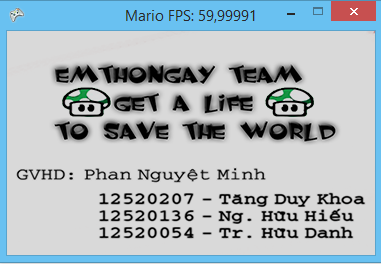 Mario FPS: 59,99991
EMTHONGAY TEAM
GET A LIFE
TO SAVE THE WORLD
GVHD: Phan Nguyệt Minh
12520207 - Tăng Duy Khoa
12520136 - Ng. Hữu Hiếu
12520054 - Tr. Hữu Danh